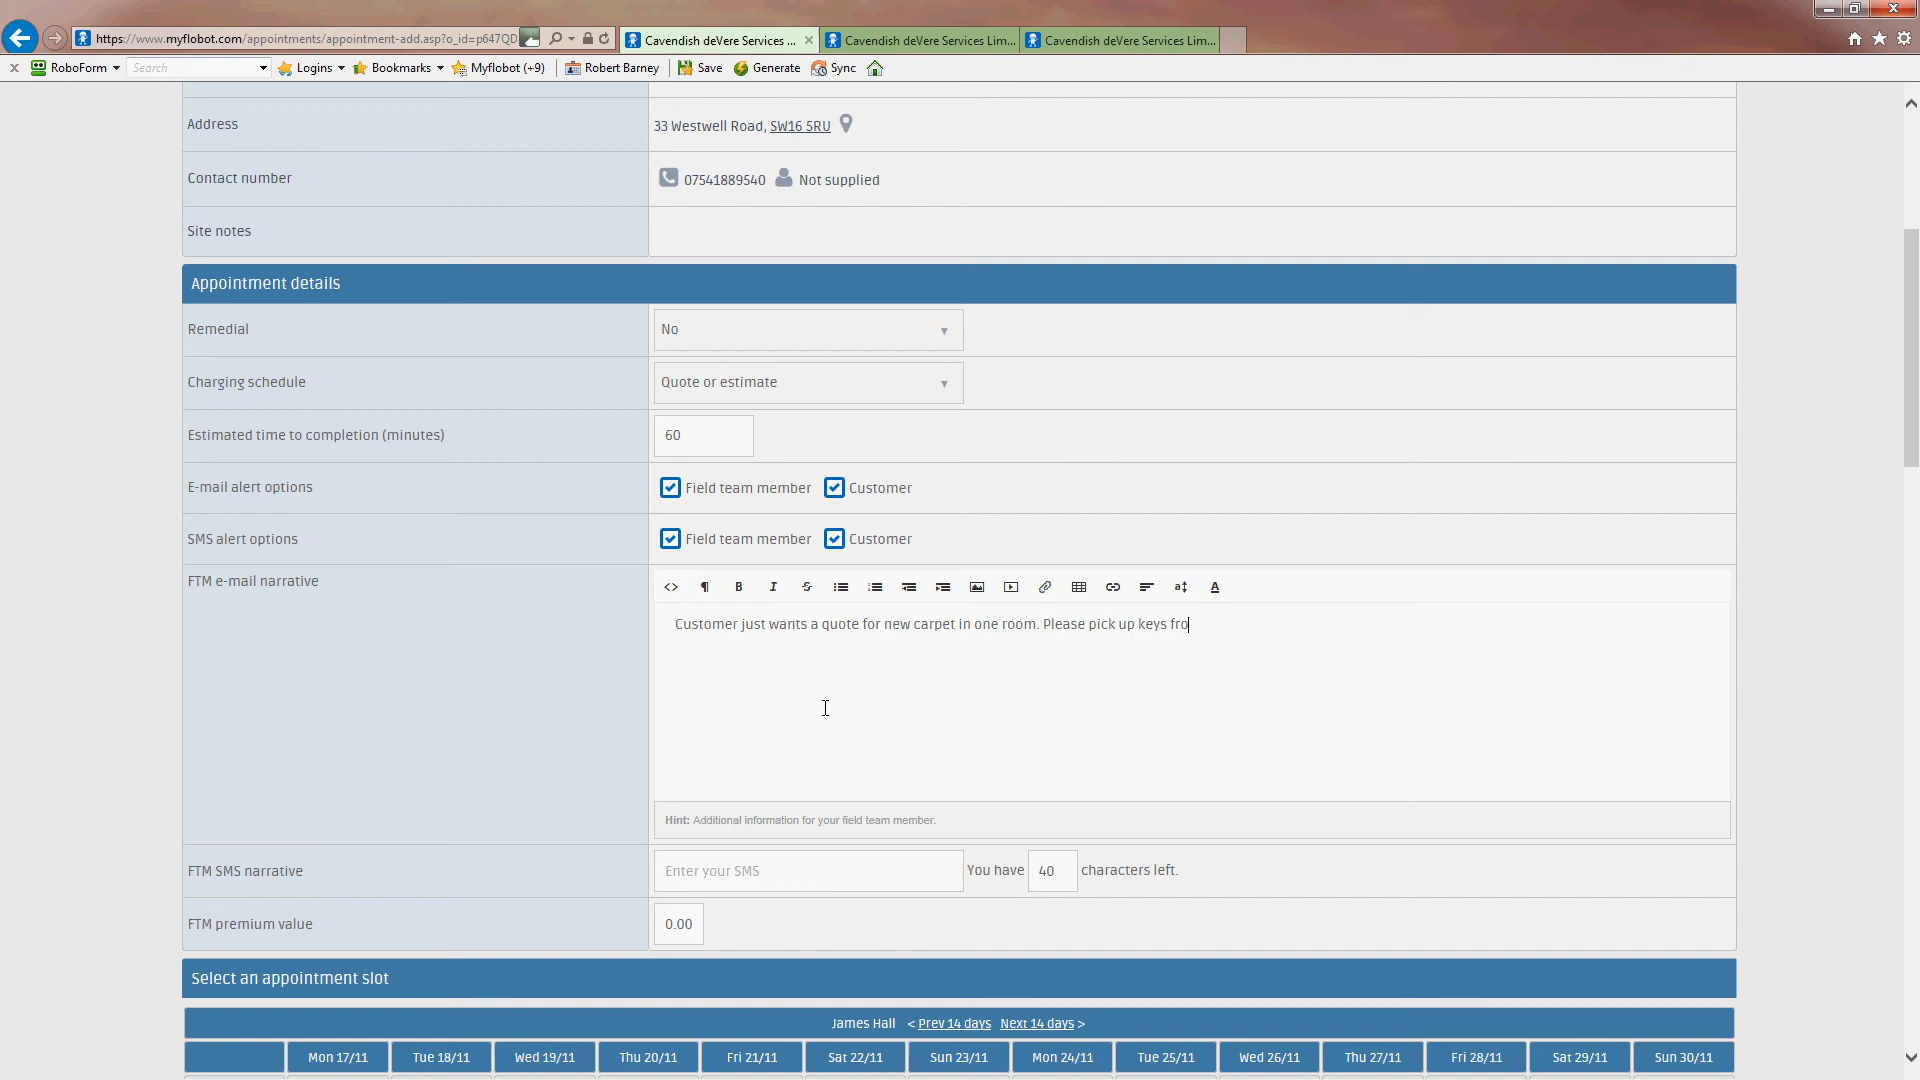 https://www.myflobot.com/appointments/appointment-add.asp?o_id=p647QD
Cavendish deVere Services ...
Cavendish deVere Services Lim...
Cavendish deVere Services Lim...
RoboForm
Search
Logins
Bookmarks
Myflobot (+9)
Robert Barney
Save
Generate
Sync
Address
33 Westwell Road, SW16 5RU
Contact number
07541889540 Not supplied
Site notes
Appointment details
Remedial
No
Charging schedule
Quote or estimate
Estimated time to completion (minutes)
60
E-mail alert options
Field team member Customer
SMS alert options
Field team member Customer
FTM e-mail narrative
Customer just wants a quote for new carpet in one room. Please pick up keys fro
Hint: Additional information for your field team member.
FTM SMS narrative
Enter your SMS You have 40 characters left.
FTM premium value
0.00
Select an appointment slot
James Hall < Prev 14 days Next 14 days >
Mon 17/11 Tue 18/11 Wed 19/11 Thu 20/11 Fri 21/11 Sat 22/11 Sun 23/11 Mon 24/11 Tue 25/11 Wed 26/11 Thu 27/11 Fri 28/11 Sat 29/11 Sun 30/11